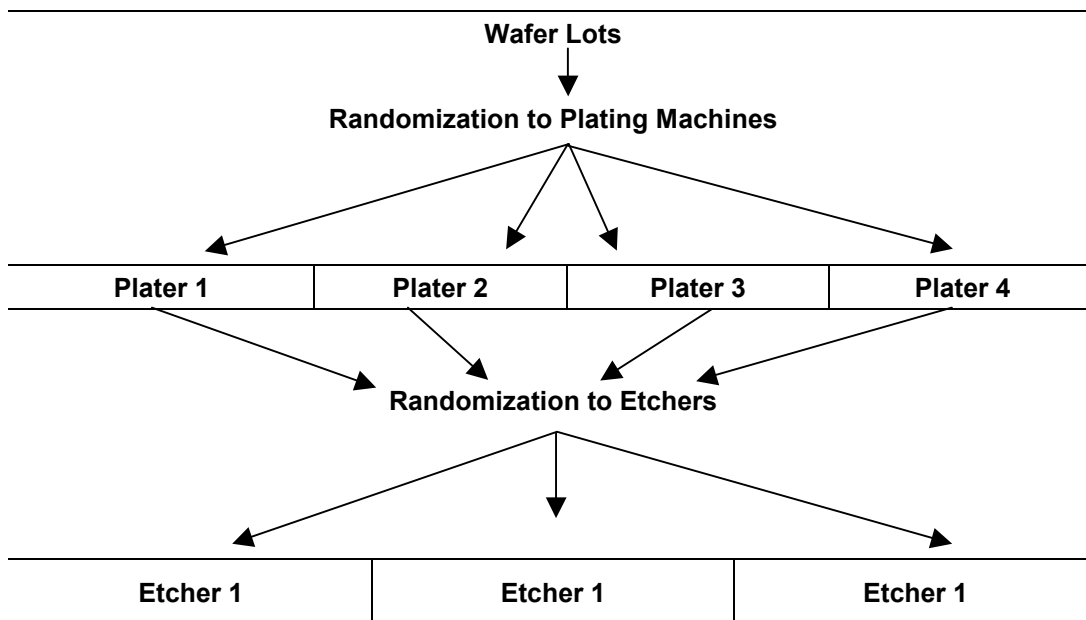 Wafer Lots
Randomization to Plating Machines
Plater 1 Plater 2 Plater 3 Plater 4
Randomization to Etchers
Etcher 1 Etcher 1 Etcher 1